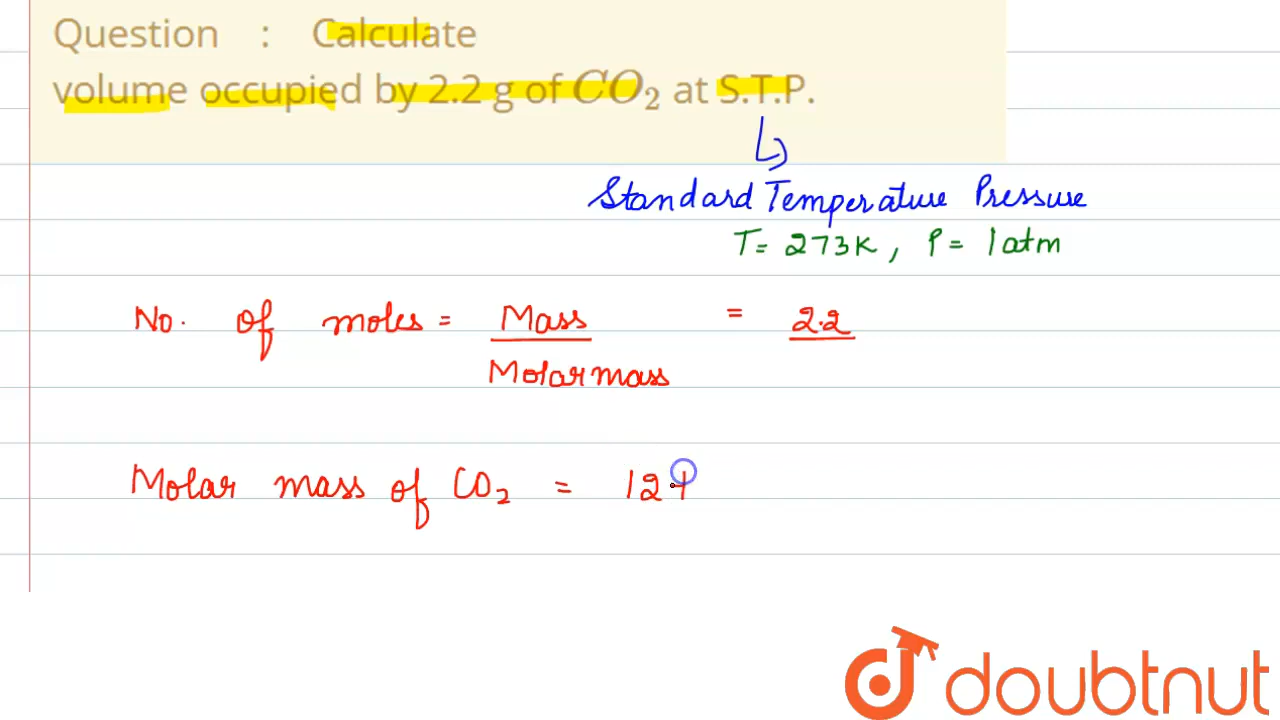 Question : Calculate
volume occupied by 2.2 g of CO₂ at S.T.P.
Standard Temperature Pressure
T= 273K, P= 1atm
No. of moles = Mass = 2.2
Molarmass
Molar mass of CO₂ = 12+
doubtnut